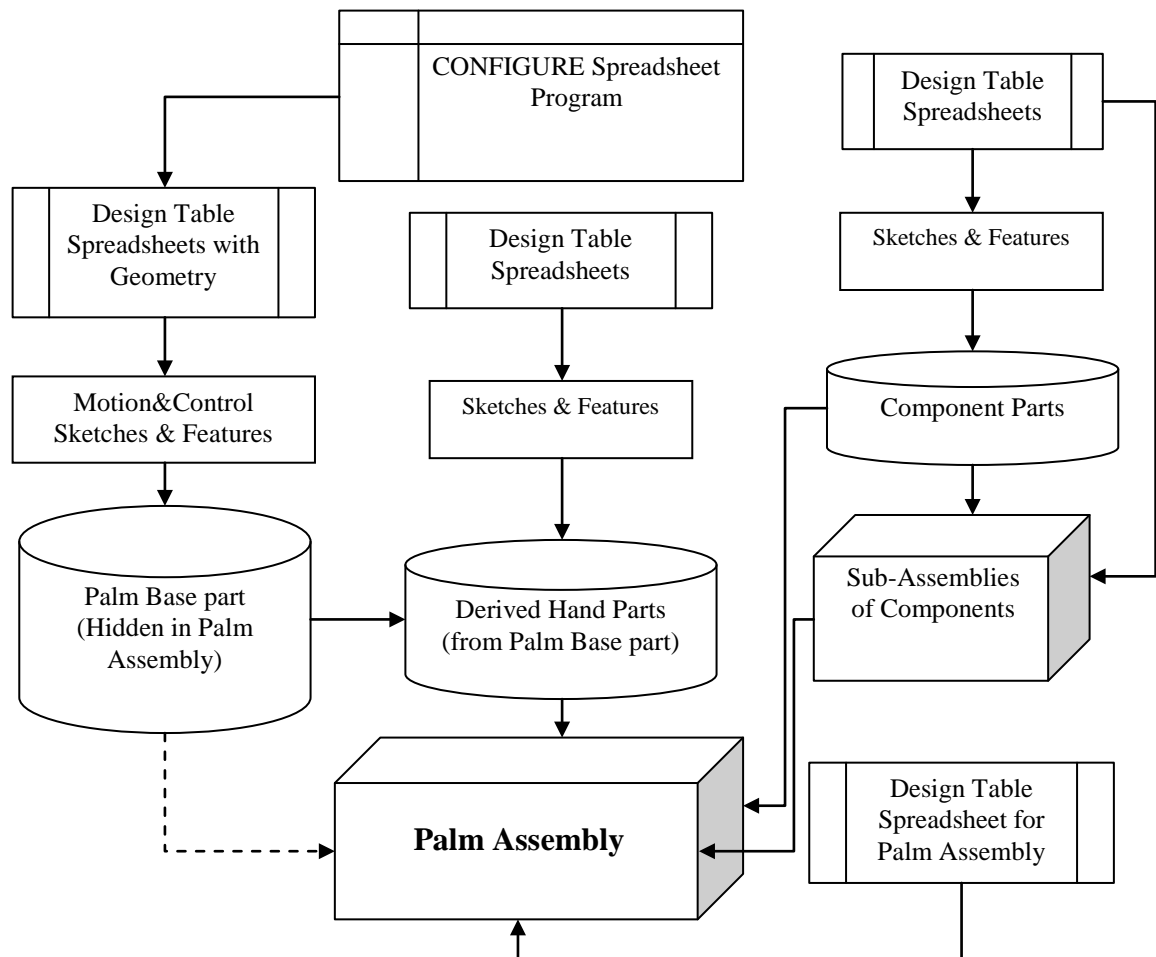 CONFIGURE Spreadsheet
Program
Design Table
Spreadsheets
Design Table
Spreadsheets with
Geometry
Design Table
Spreadsheets
Sketches & Features
Motion&Control
Sketches & Features
Sketches & Features
Component Parts
Palm Base part
(Hidden in Palm
Assembly)
Derived Hand Parts
(from Palm Base part)
Sub-Assemblies
of Components
Palm Assembly
Design Table
Spreadsheet for
Palm Assembly